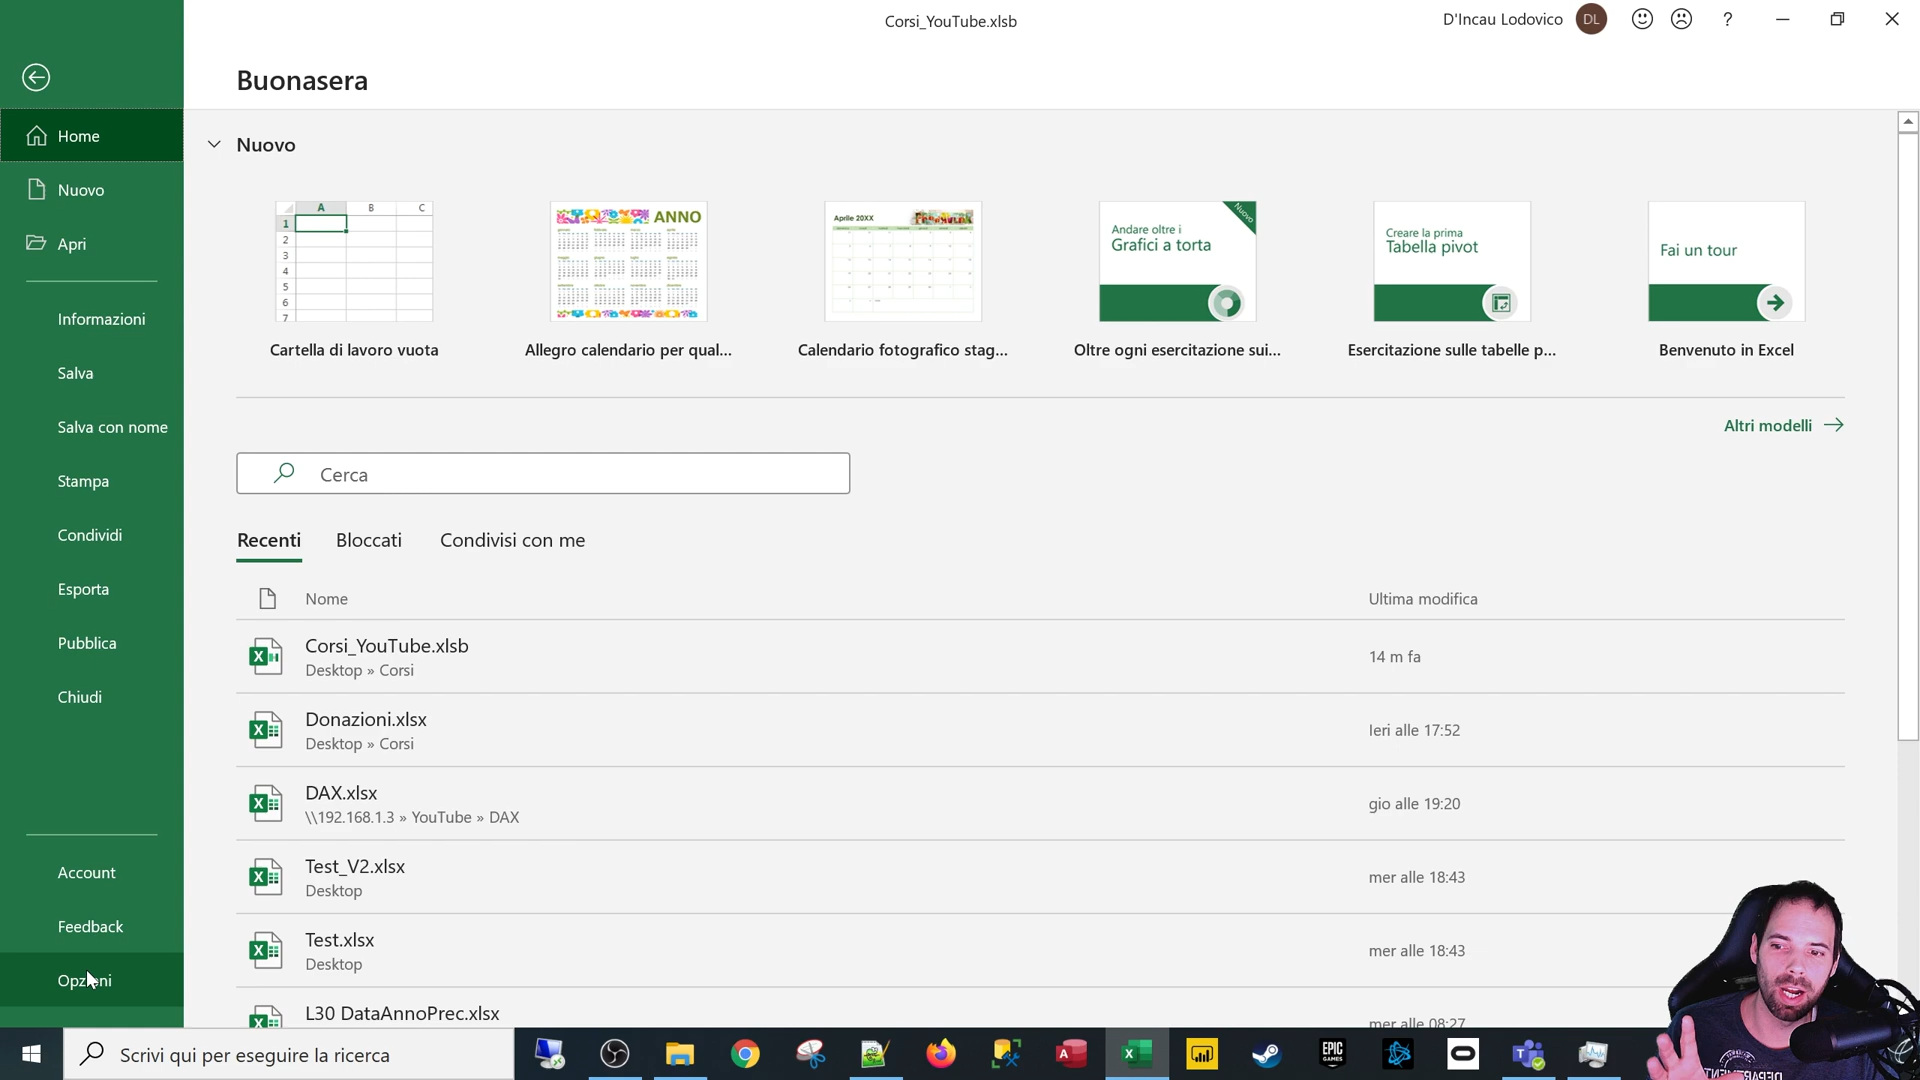 Corsi_YouTube.xlsb
D'Incau Lodovico
DL
?
Buonasera
Home
Nuovo
Apri
Informazioni
Salva
Salva con nome
Stampa
Condividi
Esporta
Pubblica
Chiudi
Account
Feedback
Opzioni
Nuovo
A B C
1
2
3
4
5
6
7
Cartella di lavoro vuota
ANNO
Allegro calendario per qual...
Aprile 20XX
Calendario fotografico stag...
Nuovo
Andare oltre i
Grafici a torta
Oltre ogni esercitazione sui...
Creare la prima
Tabella pivot
Esercitazione sulle tabelle p...
Fai un tour
Benvenuto in Excel
Altri modelli
Cerca
Recenti Bloccati Condivisi con me
Nome Ultima modifica
Corsi_YouTube.xlsb
Desktop » Corsi
14 m fa
Donazioni.xlsx
Desktop » Corsi
Ieri alle 17:52
DAX.xlsx
\\192.168.1.3 » YouTube » DAX
gio alle 19:20
Test_V2.xlsx
Desktop
mer alle 18:43
Test.xlsx
Desktop
mer alle 18:43
L30 DataAnnoPrec.xlsx
mer alle 08:27
Scrivi qui per eseguire la ricerca
EPIC
GAMES